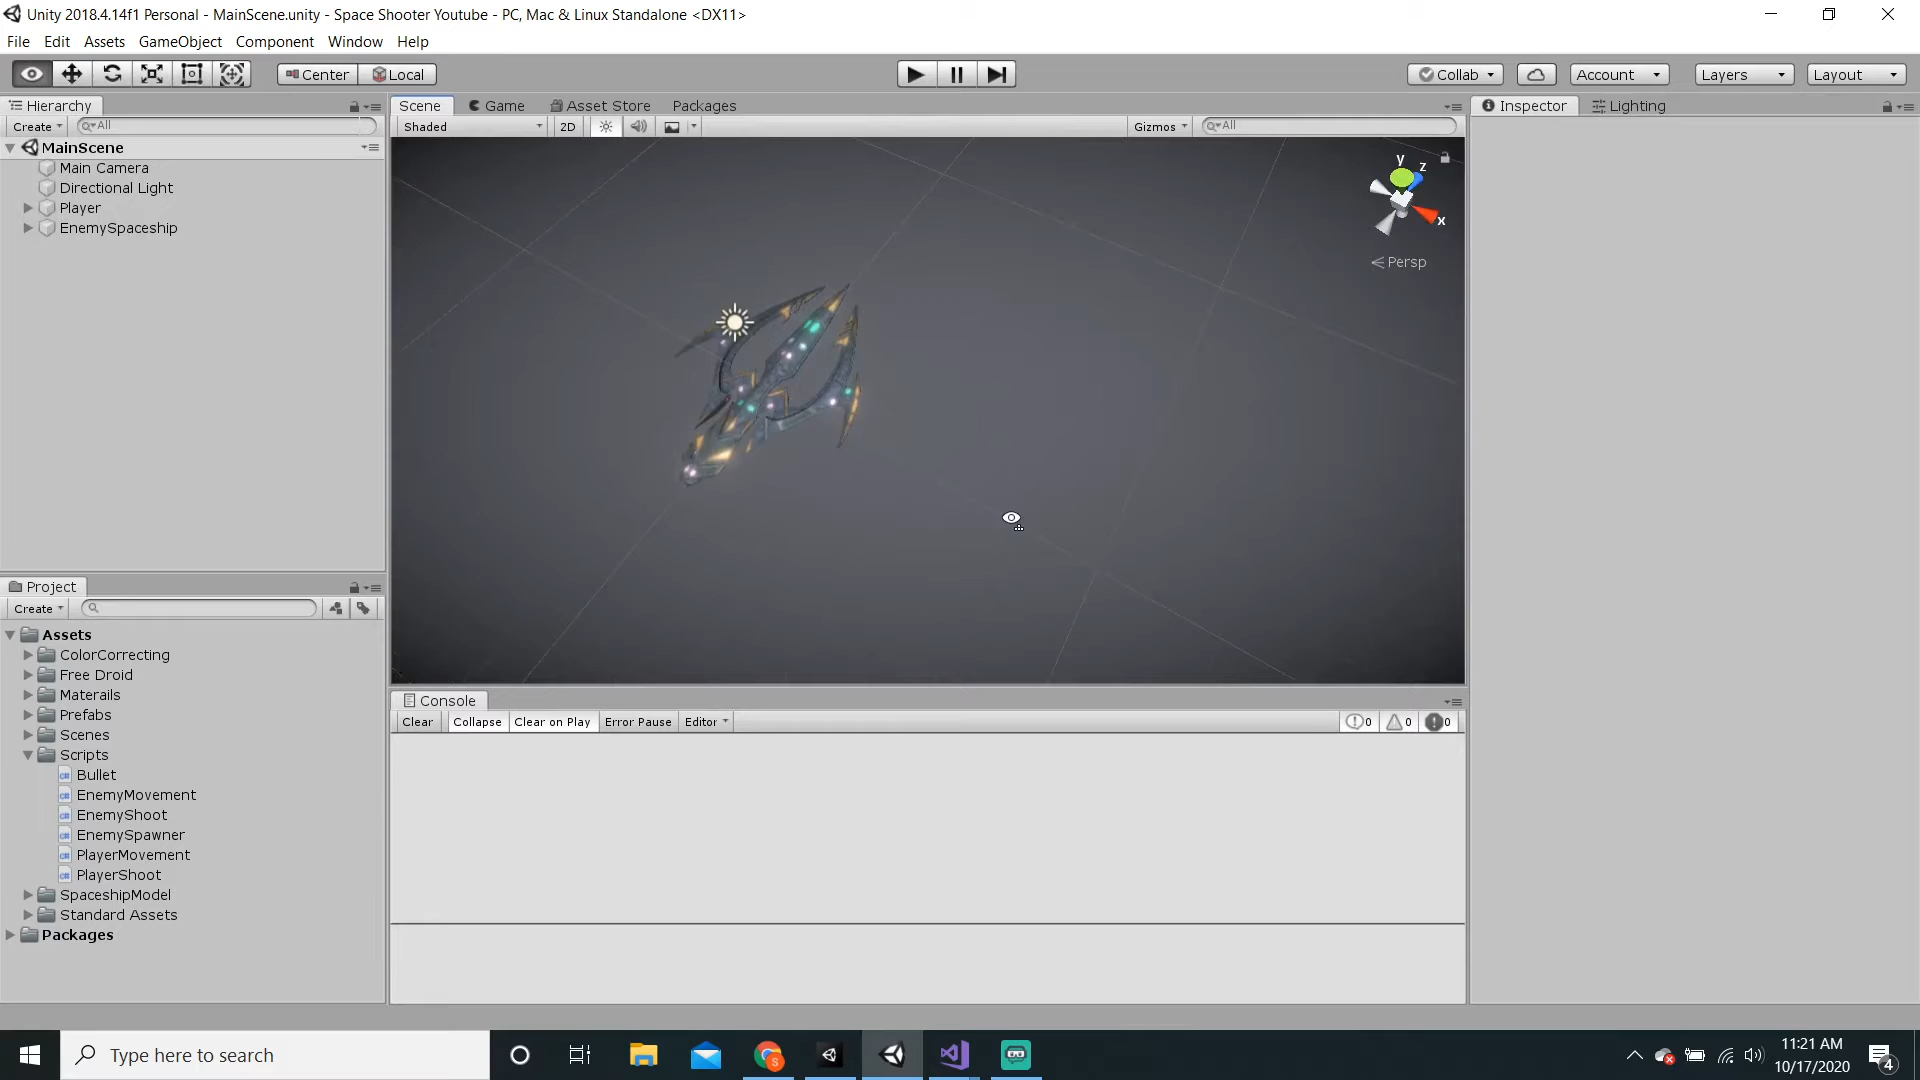 Unity 2018.4.14f1 Personal - MainScene.unity - Space Shooter Youtube - PC, Mac & Linux Standalone <DX11>
File Edit Assets GameObject Component Window Help
Center Local Collab Account Layers Layout
Hierarchy
Create All
MainScene
Main Camera
Directional Light
Player
EnemySpaceship
Scene Game Asset Store Packages
Shaded 2D Gizmos All
y z x
Persp
Inspector Lighting
Project
Create
Assets
ColorCorrecting
Free Droid
Materails
Prefabs
Scenes
Scripts
Bullet
EnemyMovement
EnemyShoot
EnemySpawner
PlayerMovement
PlayerShoot
SpaceshipModel
Standard Assets
Packages
Console
Clear Collapse Clear on Play Error Pause Editor 0 0 0
Type here to search
S
11:21 AM
10/17/2020
4